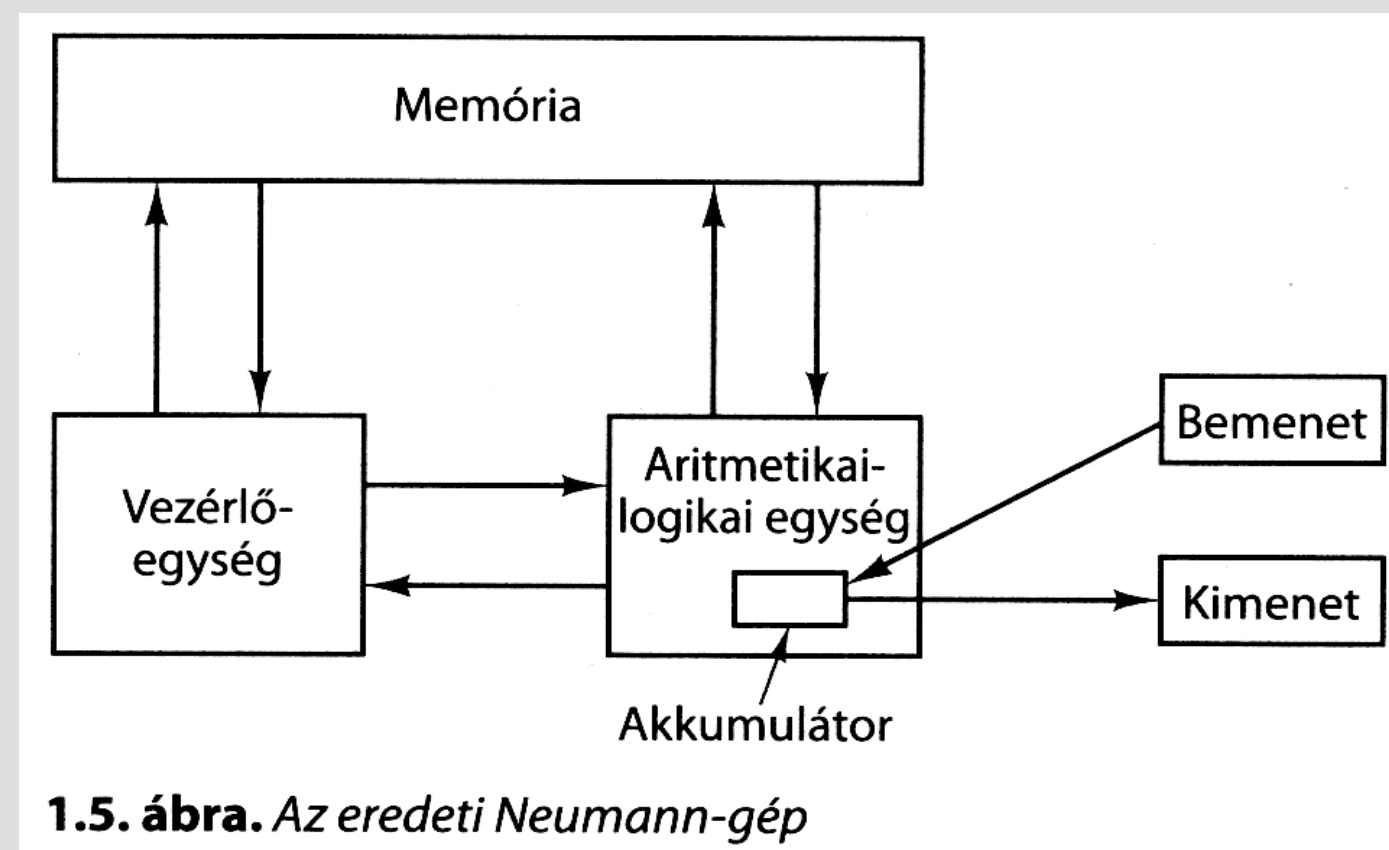 Memória
Vezérlő-
egység
Aritmetikai-
logikai egység
Bemenet
Kimenet
Akkumulátor
1.5. ábra. Az eredeti Neumann-gép